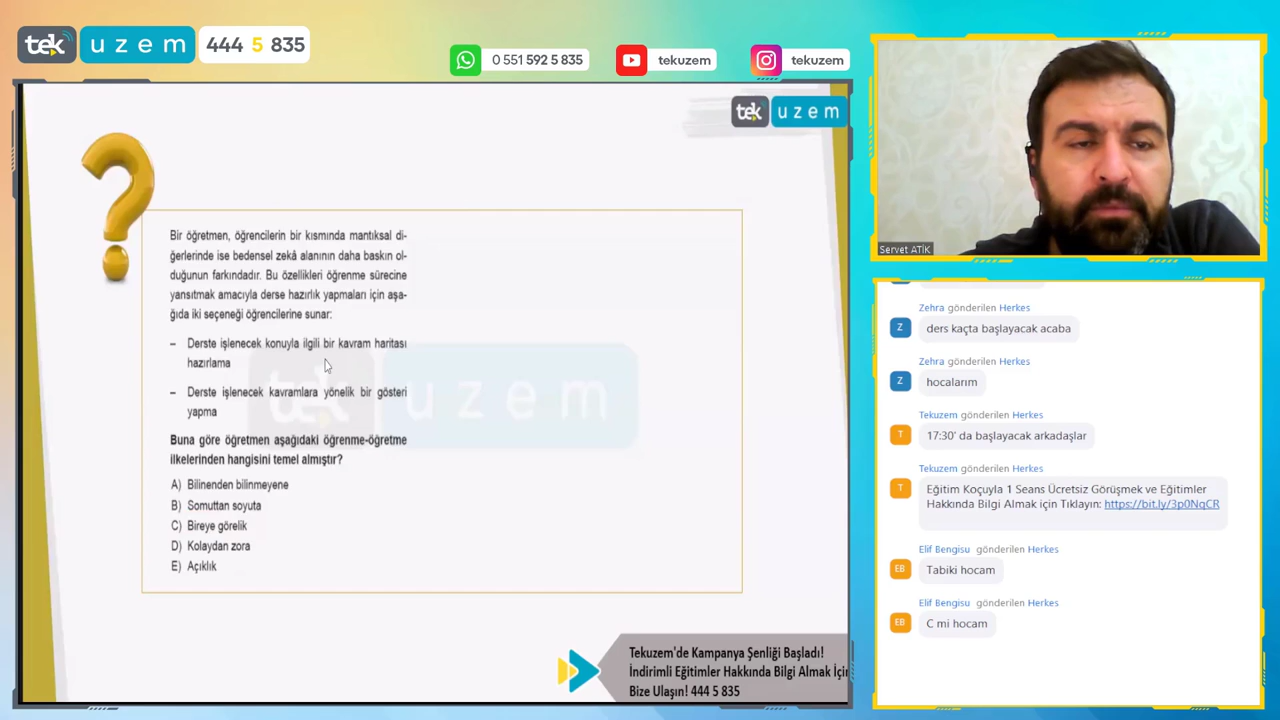 tek uzem 444 5 835
0 551 592 5 835
tekuzem
tekuzem
tek uzem
Bir öğretmen, öğrencilerin bir kısmında mantıksal di-
ğerlerinde ise bedensel zekâ alanının daha baskın ol-
duğunun farkındadır. Bu özellikleri öğrenme sürecine
yansıtmak amacıyla derse hazırlık yapmaları için aşa-
ğıda iki seçeneği öğrencilerine sunar:
– Derste işlenecek konuyla ilgili bir kavram haritası
hazırlama
– Derste işlenecek kavramlara yönelik bir gösteri
yapma
Buna göre öğretmen aşağıdaki öğrenme-öğretme
ilkelerinden hangisini temel almıştır?
A) Bilinenden bilinmeyene
B) Somuttan soyuta
C) Bireye görelik
D) Kolaydan zora
E) Açıklık
tek uzem
Tekuzem'de Kampanya Şenliği Başladı!
İndirimli Eğitimler Hakkında Bilgi Almak İçin
Bize Ulaşın! 444 5 835
Servet ATİK
Zehra gönderilen Herkes
Z ders kaçta başlayacak acaba
Zehra gönderilen Herkes
Z hocalarım
Tekuzem gönderilen Herkes
T 17:30' da başlayacak arkadaşlar
Tekuzem gönderilen Herkes
T Eğitim Koçuyla 1 Seans Ücretsiz Görüşmek ve Eğitimler
Hakkında Bilgi Almak için Tıklayın: https://bit.ly/3p0NqCR
Elif Bengisu gönderilen Herkes
EB Tabiki hocam
Elif Bengisu gönderilen Herkes
EB C mi hocam